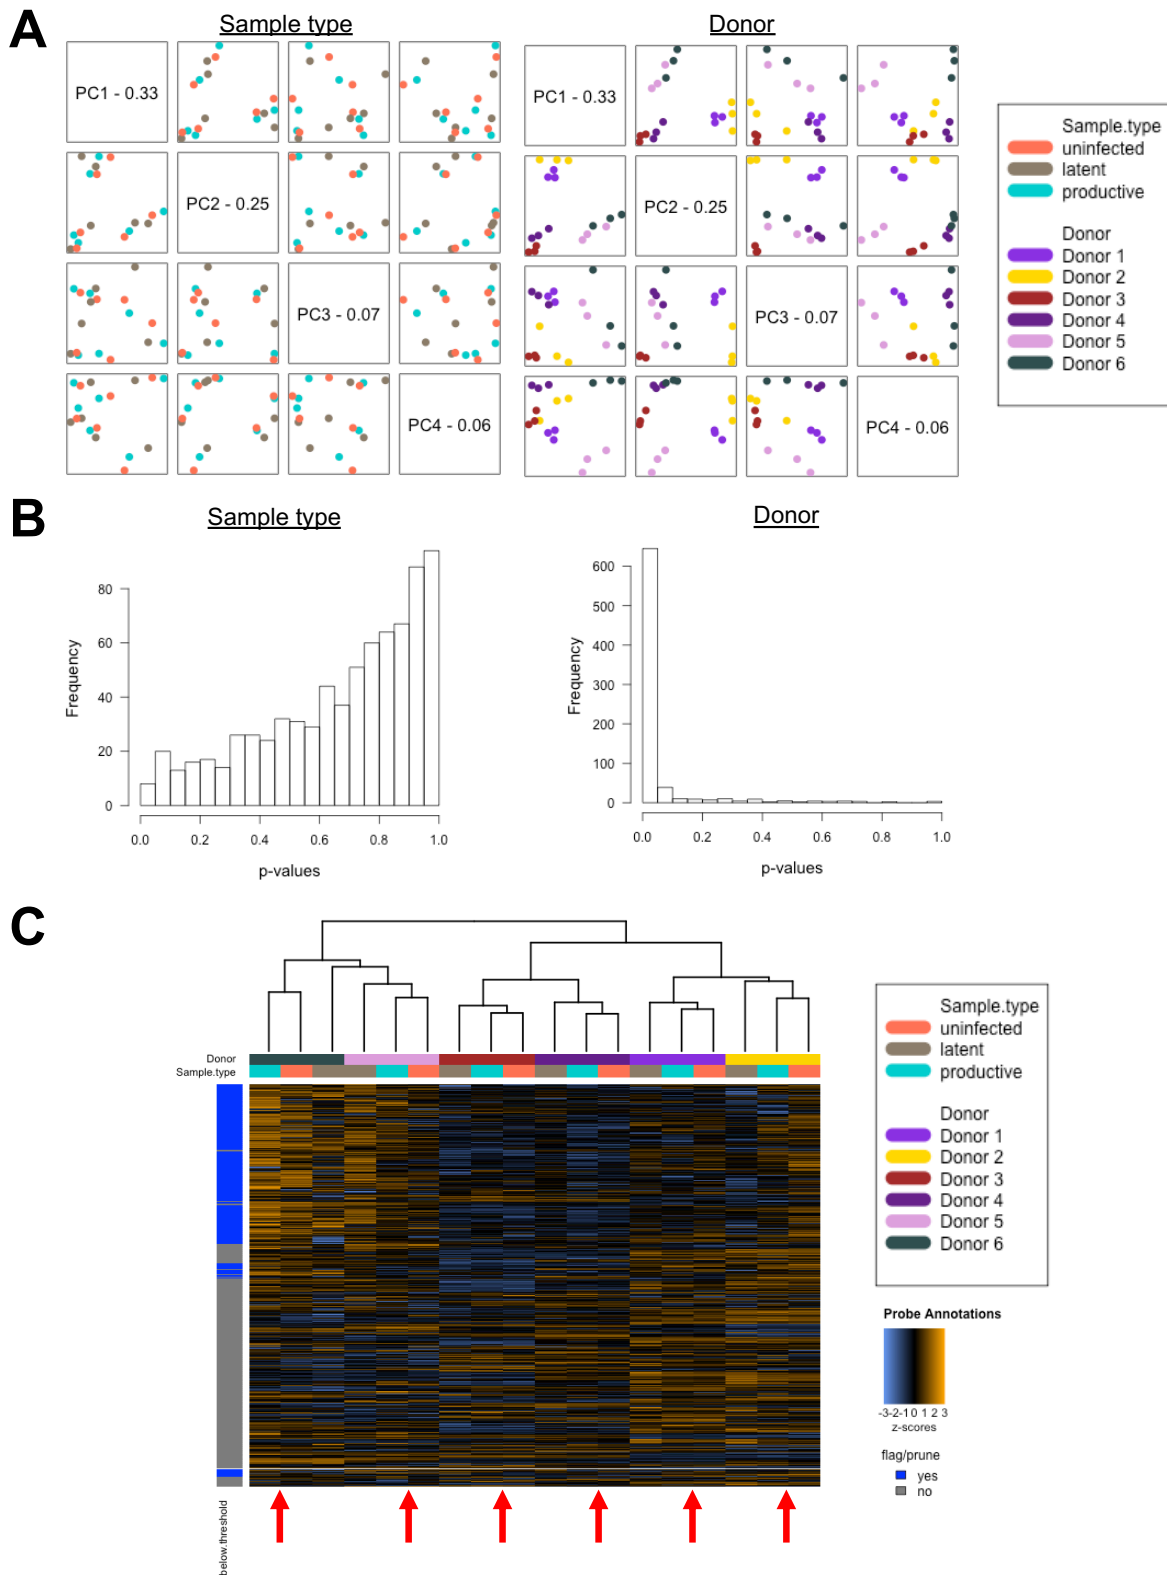 A
Sample type
Donor
PC1 - 0.33
PC2 - 0.25
PC3 - 0.07
PC4 - 0.06
PC1 - 0.33
PC2 - 0.25
PC3 - 0.07
PC4 - 0.06
Sample.type
uninfected
latent
productive
Donor
Donor 1
Donor 2
Donor 3
Donor 4
Donor 5
Donor 6
B
Sample type
Frequency
80
60
40
20
0
0.0 0.2 0.4 0.6 0.8 1.0
p-values
Donor
Frequency
600
500
400
300
200
100
0
0.0 0.2 0.4 0.6 0.8 1.0
p-values
C
Donor
Sample.type
below.threshold
Sample.type
uninfected
latent
productive
Donor
Donor 1
Donor 2
Donor 3
Donor 4
Donor 5
Donor 6
Probe Annotations
-3-2-1 0 1 2 3
z-scores
flag/prune
yes
no